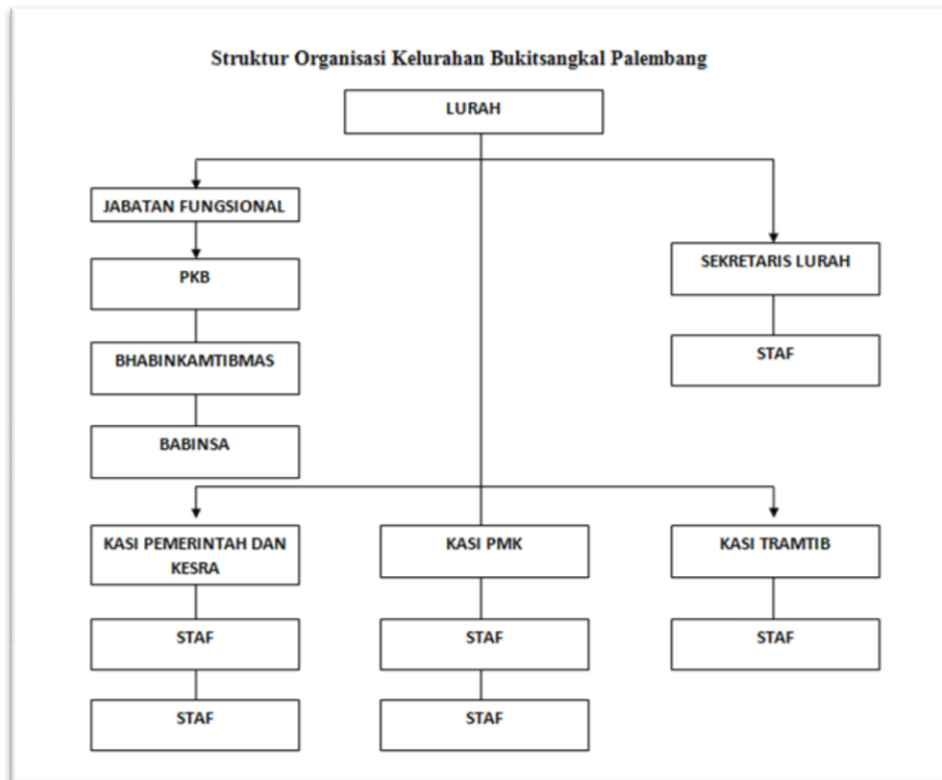 Struktur Organisasi Kelurahan Bukitsangkal Palembang
LURAH
JABATAN FUNGSIONAL
PKB
SEKRETARIS LURAH
BHABINKAMTIBMAS
STAF
BABINSA
KASI PEMERINTAH DAN
KESRA
KASI PMK
KASI TRAMTIB
STAF
STAF
STAF
STAF
STAF